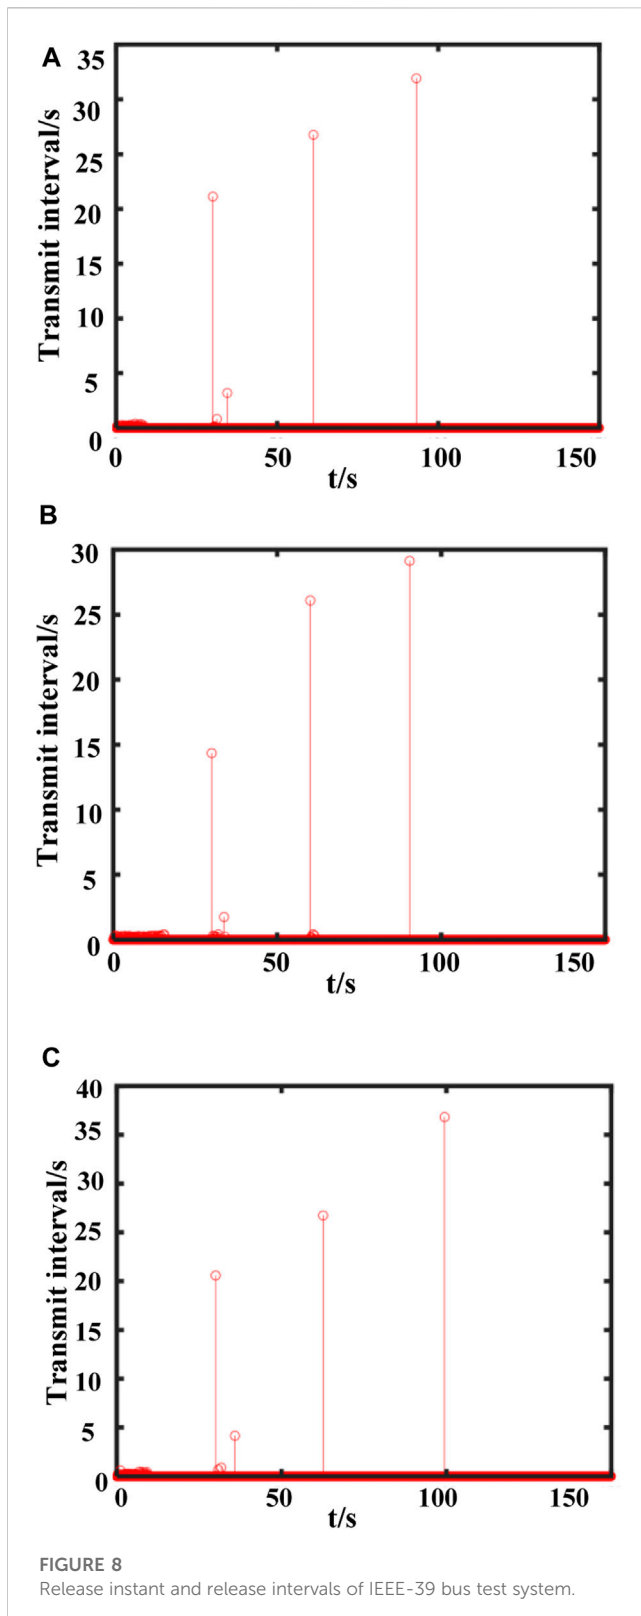 A
35
30
25
20
15
10
5
0
Transmit interval/s
0 50 100 150
t/s
B
30
25
20
15
10
5
0
Transmit interval/s
0 50 100 150
t/s
C
40
35
30
25
20
15
10
5
0
Transmit interval/s
0 50 100 150
t/s
FIGURE 8
Release instant and release intervals of IEEE-39 bus test system.